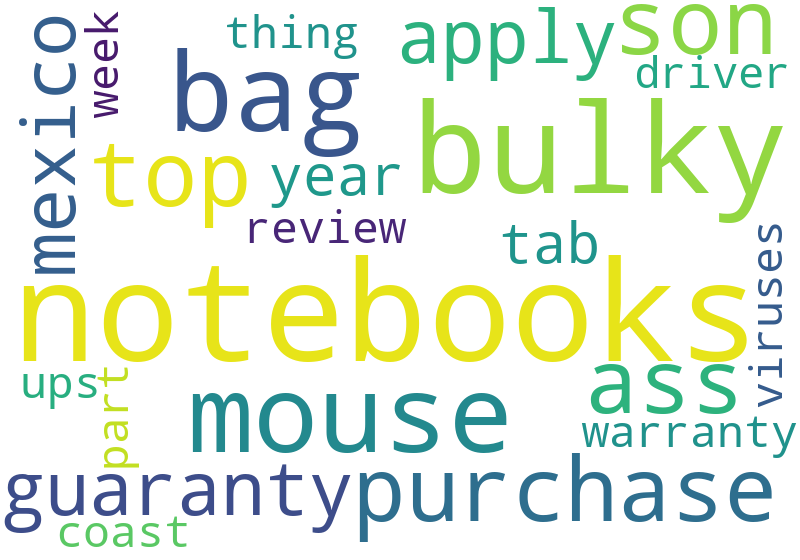 thing
apply
son
week
mexico
bag
driver
bulky
top
year
review
tab
viruses
notebooks
ups
part
mouse
ass
warranty
guaranty
purchase
coast